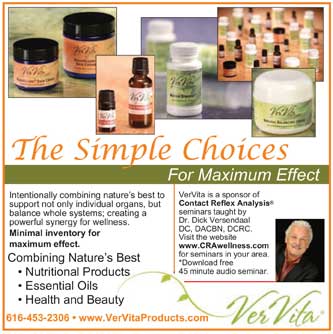 VerVita
VerVita
VerVita
VerVita
The Simple Choices
For Maximum Effect
Intentionally combining nature's best to
support not only individual organs, but
balance whole systems; creating a
powerful synergy for wellness.
Minimal inventory for
maximum effect.
Combining Nature's Best
• Nutritional Products
• Essential Oils
• Health and Beauty
VerVita is a sponsor of
Contact Reflex Analysis®
seminars taught by
Dr. Dick Versendaal
DC, DACBN, DCRC.
Visit the website
www.CRAwellness.com
for seminars in your area.
*Download free
45 minute audio seminar.
616-453-2306 • www.VerVitaProducts.com
VerVita